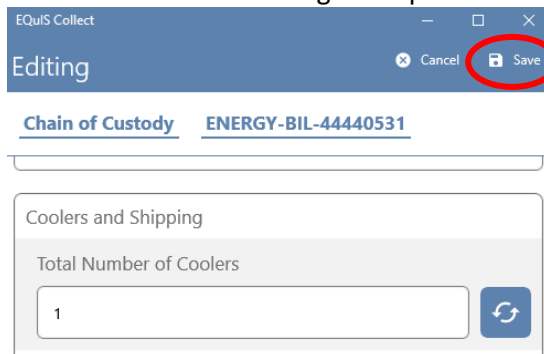 EQuIS Collect
Editing Cancel Save
Chain of Custody ENERGY-BIL-44440531
Coolers and Shipping
Total Number of Coolers
1